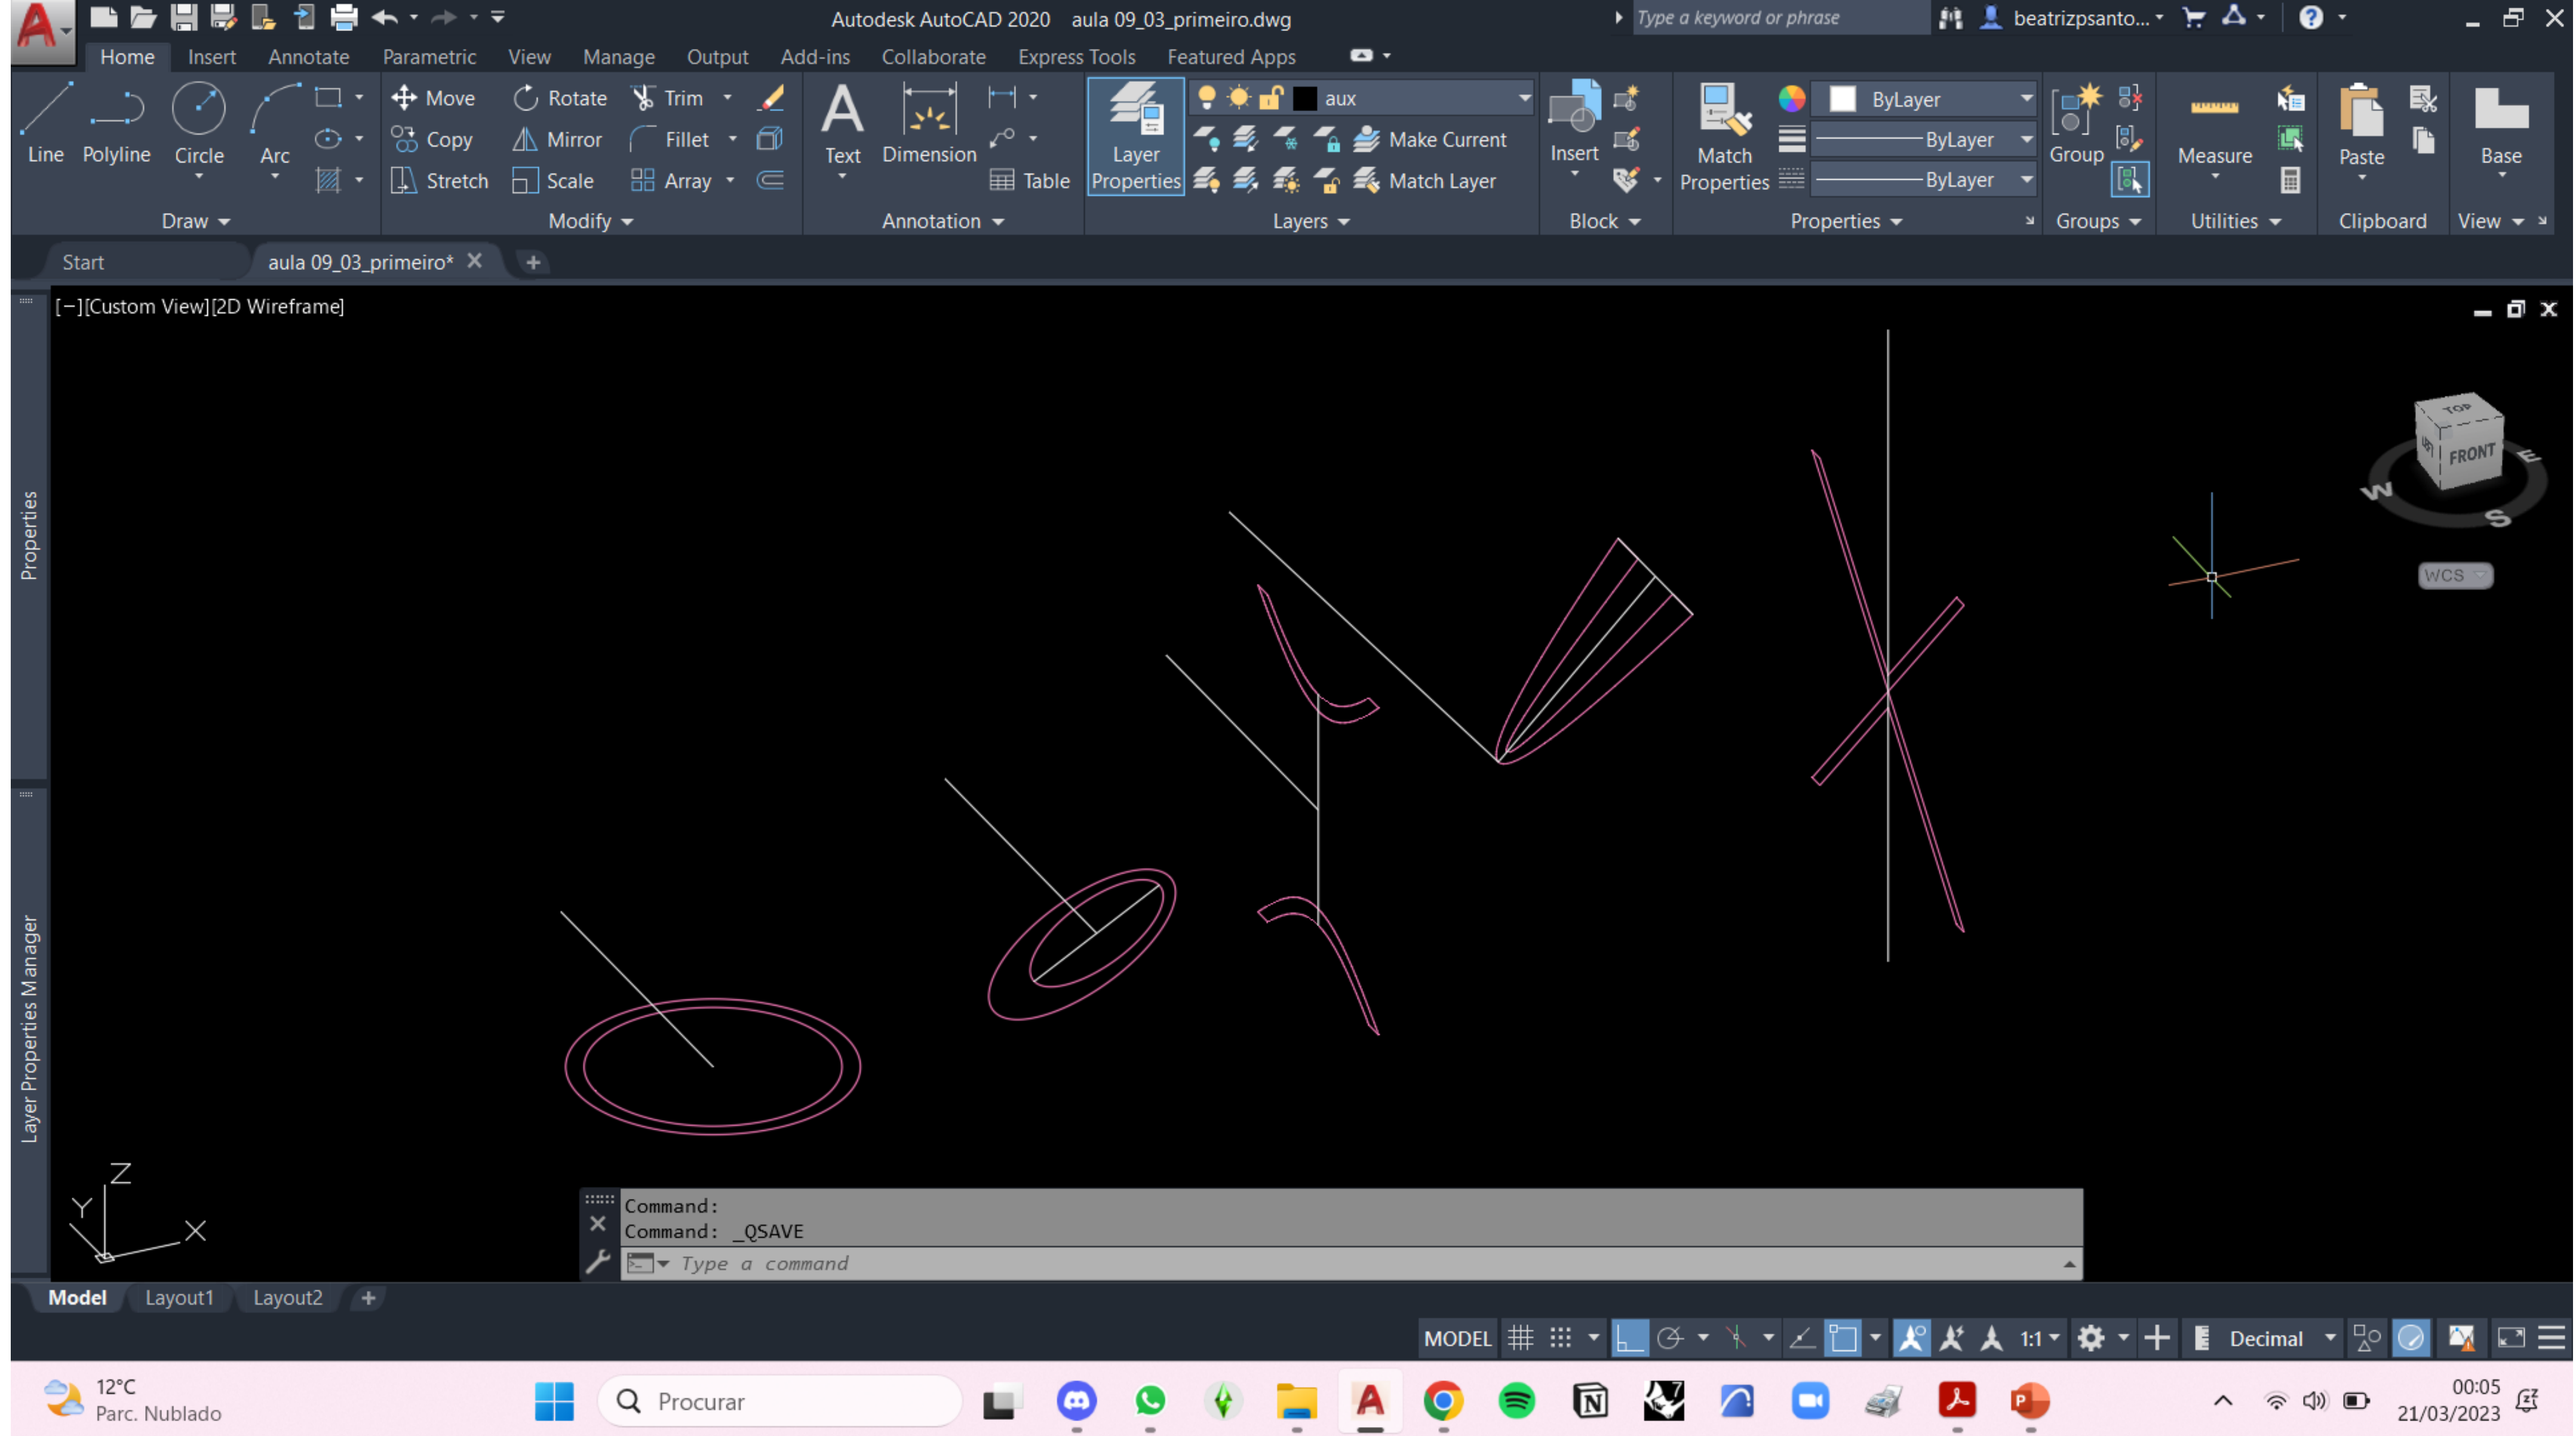 Autodesk AutoCAD 2020 aula 09_03_primeiro.dwg
Type a keyword or phrase
beatrizpsanto...
Home Insert Annotate Parametric View Manage Output Add-ins Collaborate Express Tools Featured Apps
Line Polyline Circle Arc
Move Rotate Trim
Copy Mirror Fillet
Stretch Scale Array
Text Dimension
Table
Layer
Properties
aux
Make Current
Match Layer
Insert
Match
Properties
ByLayer
ByLayer
ByLayer
Group
Measure
Paste
Base
Draw Modify Annotation Layers Block Properties Groups Utilities Clipboard View
Start aula 09_03_primeiro*
[−][Custom View][2D Wireframe]
TOP
FRONT
W
S
E
WCS
Properties
Layer Properties Manager
Z
Y
X
Command:
Command: _QSAVE
Type a command
Model Layout1 Layout2
MODEL 1:1 Decimal
12°C
Parc. Nublado
Procurar
7
00:05
21/03/2023